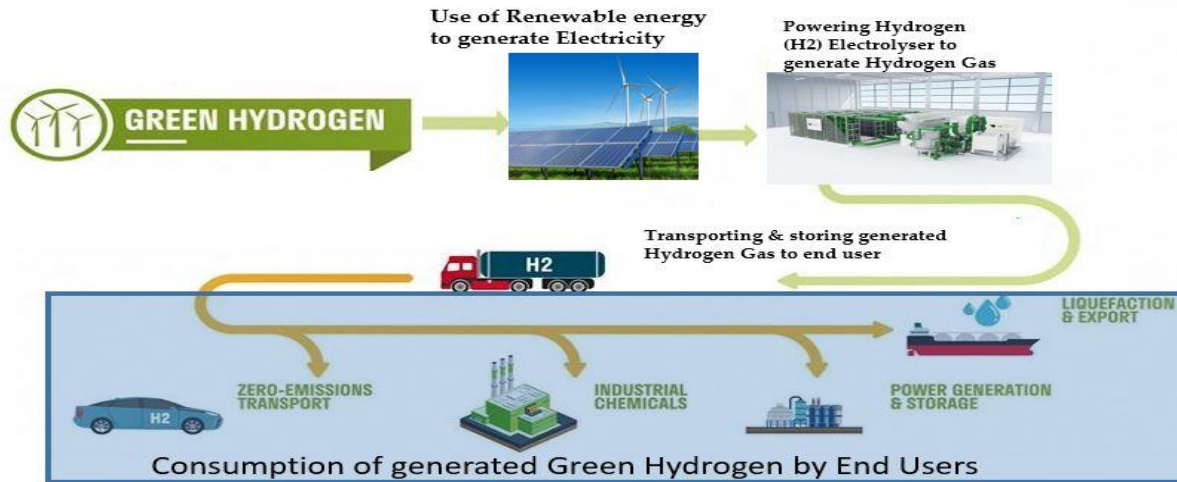 Use of Renewable energy
to generate Electricity
Powering Hydrogen
(H2) Electrolyser to
generate Hydrogen Gas
GREEN HYDROGEN
Transporting & storing generated
Hydrogen Gas to end user
H2
LIQUEFACTION
& EXPORT
ZERO-EMISSIONS
TRANSPORT
H2
INDUSTRIAL
CHEMICALS
POWER GENERATION
& STORAGE
Consumption of generated Green Hydrogen by End Users